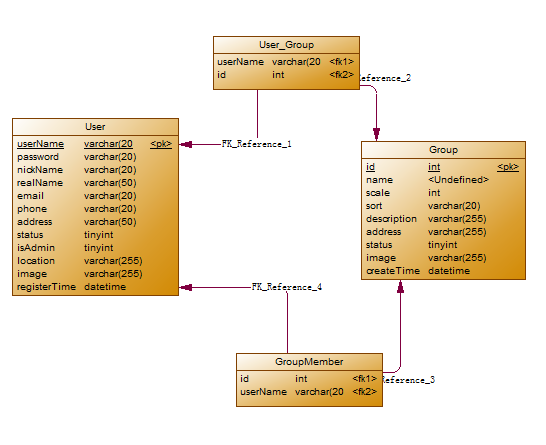 User_Group
userName varchar(20 <fk1>
id int <fk2>
Reference_2
FK_Reference_1
User
userName varchar(20 <pk>
password varchar(20)
nickName varchar(20)
realName varchar(50)
email varchar(20)
phone varchar(20)
address varchar(50)
status tinyint
isAdmin tinyint
location varchar(255)
image varchar(255)
registerTime datetime
Group
id int <pk>
name <Undefined>
scale int
sort varchar(20)
description varchar(255)
address varchar(255)
status tinyint
image varchar(255)
createTime datetime
FK_Reference_4
GroupMember
id int <fk1>
userName varchar(20 <fk2>
Reference_3